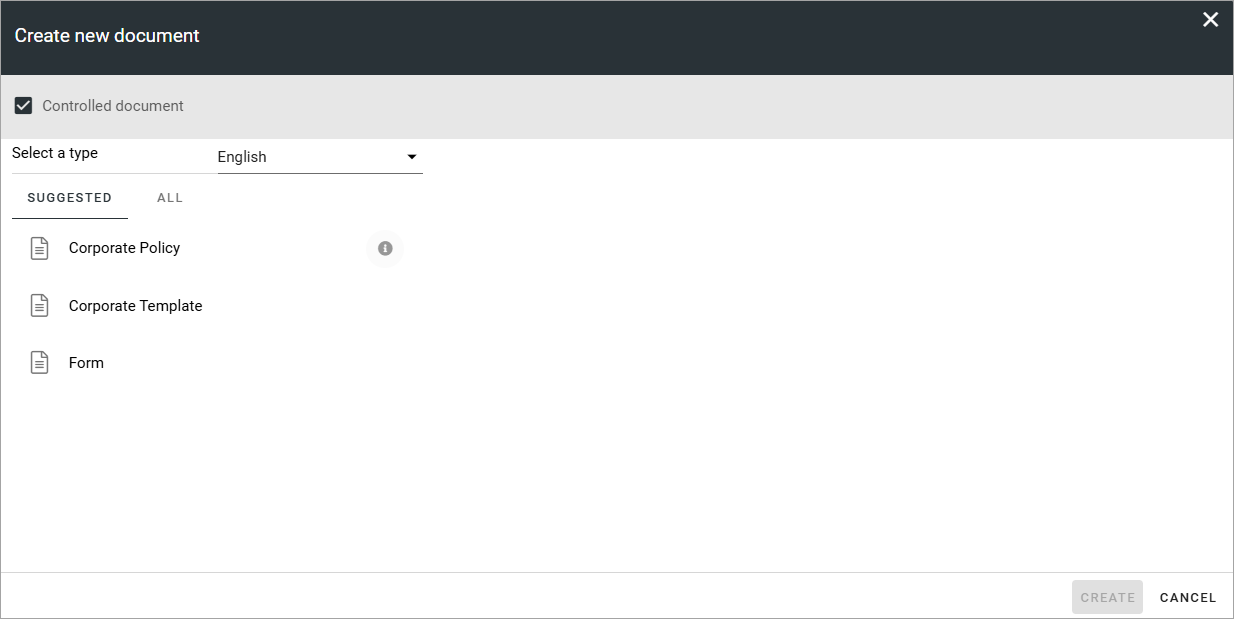 Create new document
Controlled document
Select a type
English
SUGGESTED ALL
Corporate Policy
Corporate Template
Form
CREATE CANCEL